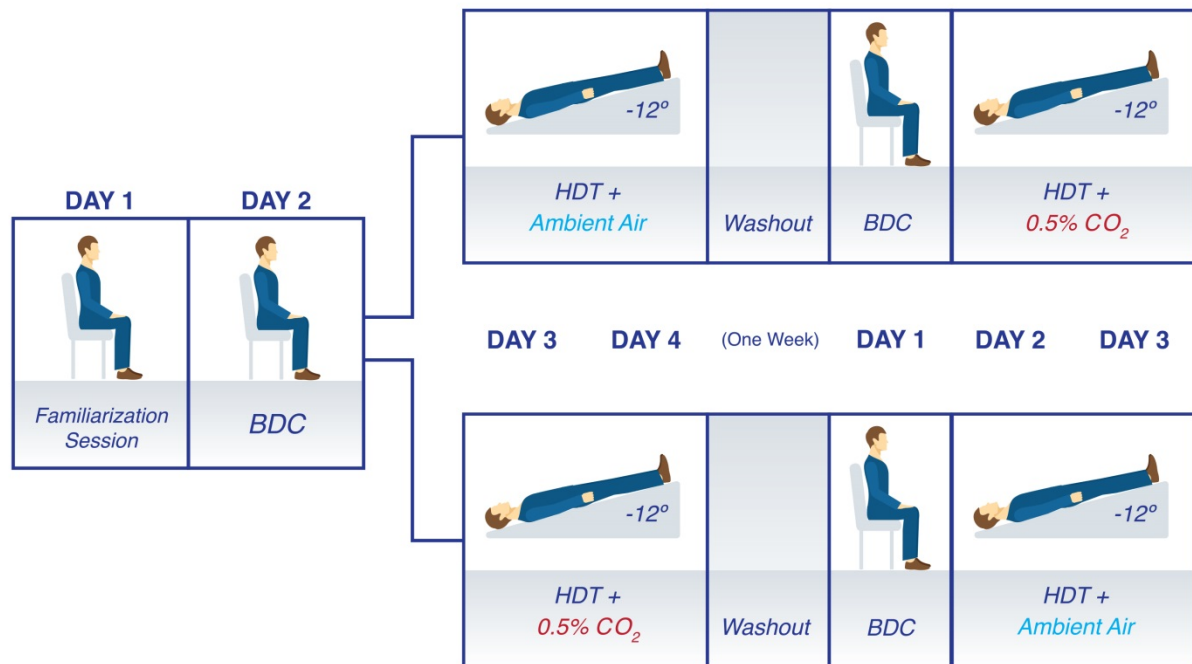 DAY 1
DAY 2
Familiarization
Session
BDC
-12º
-12º
HDT +
Ambient Air
Washout
BDC
HDT +
0.5% CO₂
DAY 3
DAY 4
(One Week)
DAY 1
DAY 2
DAY 3
-12º
-12º
HDT +
0.5% CO₂
Washout
BDC
HDT +
Ambient Air